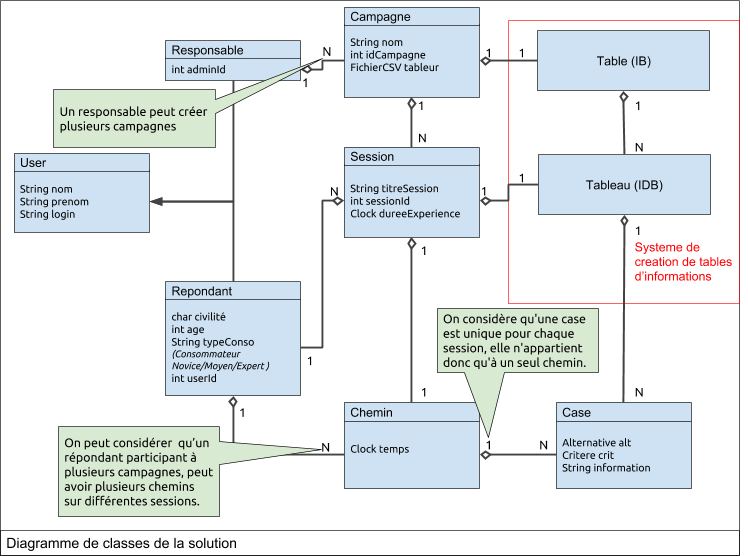 Campagne
String nom
int idCampagne
FichierCSV tableur
Responsable
int adminId
N
1
1
1
Table (IB)
Un responsable peut créer
plusieurs campagnes
1
N
1
N
User
String nom
String prenom
String login
Session
String titreSession
int sessionId
Clock dureeExperience
N
1
1
Tableau (IDB)
1
Systeme de
creation de tables
d'informations
1
Repondant
char civilité
int age
String typeConso
(Consommateur
Novice/Moyen/Expert )
int userId
1
On considère qu'une case
est unique pour chaque
session, elle n'appartient
donc qu'à un seul chemin.
1
1
N
Chemin
Clock temps
N
1
N
Case
Alternative alt
Critere crit
String information
On peut considérer qu'un
répondant participant à
plusieurs campagnes, peut
avoir plusieurs chemins
sur différentes sessions.
Diagramme de classes de la solution